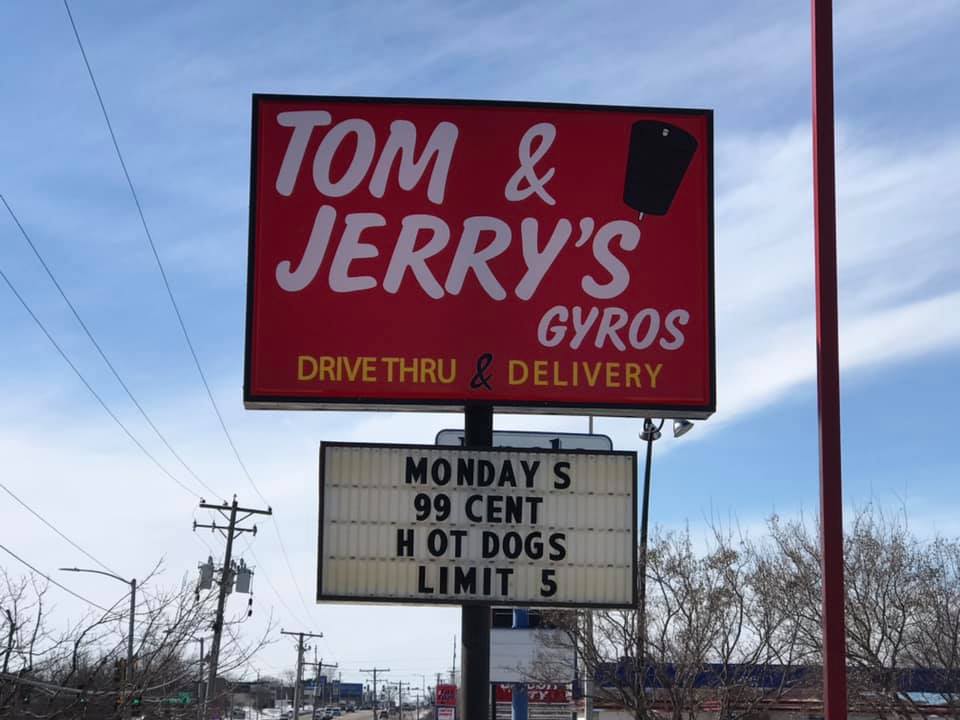 TOM &
JERRY'S
GYROS
DRIVE THRU & DELIVERY
MONDAY S
99 CENT
H OT DOGS
LIMIT 5